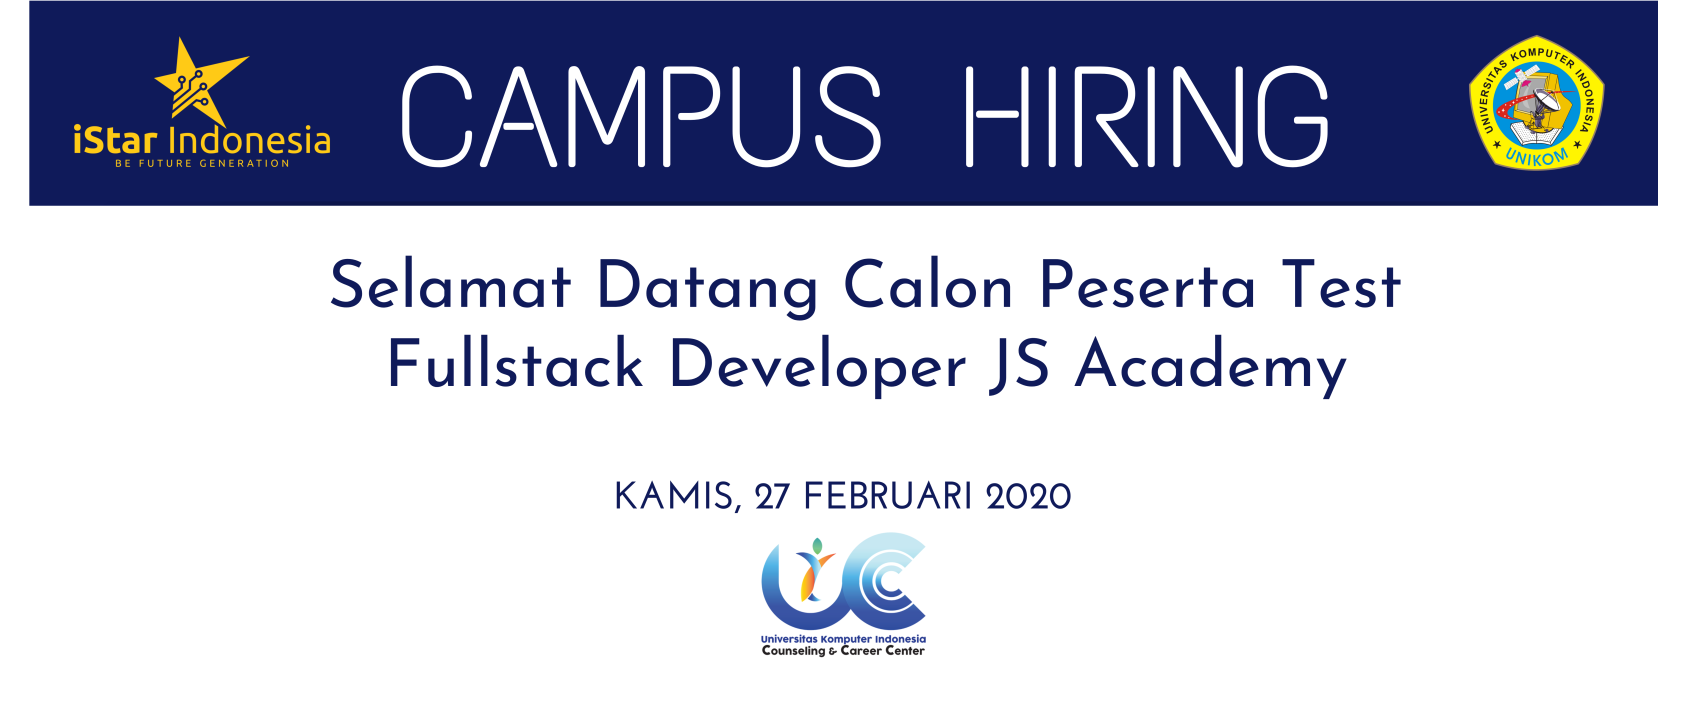 iStar Indonesia
BE FUTURE GENERATION
CAMPUS HIRING
UNIVERSITAS KOMPUTER INDONESIA
UNIKOM
Selamat Datang Calon Peserta Test
Fullstack Developer JS Academy
KAMIS, 27 FEBRUARI 2020
UCC
Universitas Komputer Indonesia
Counseling & Career Center